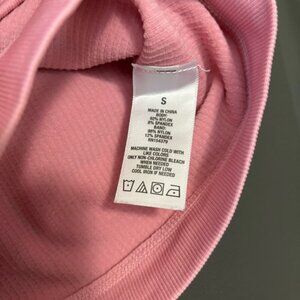 S
MADE IN CHINA
BODY:
92% NYLON
8% SPANDEX
BAND:
88% NYLON
12% SPANDEX
RN104379
MACHINE WASH COLD WITH
LIKE COLORS
ONLY NON-CHLORINE BLEACH
WHEN NEEDED
TUMBLE DRY LOW
COOL IRON IF NEEDED